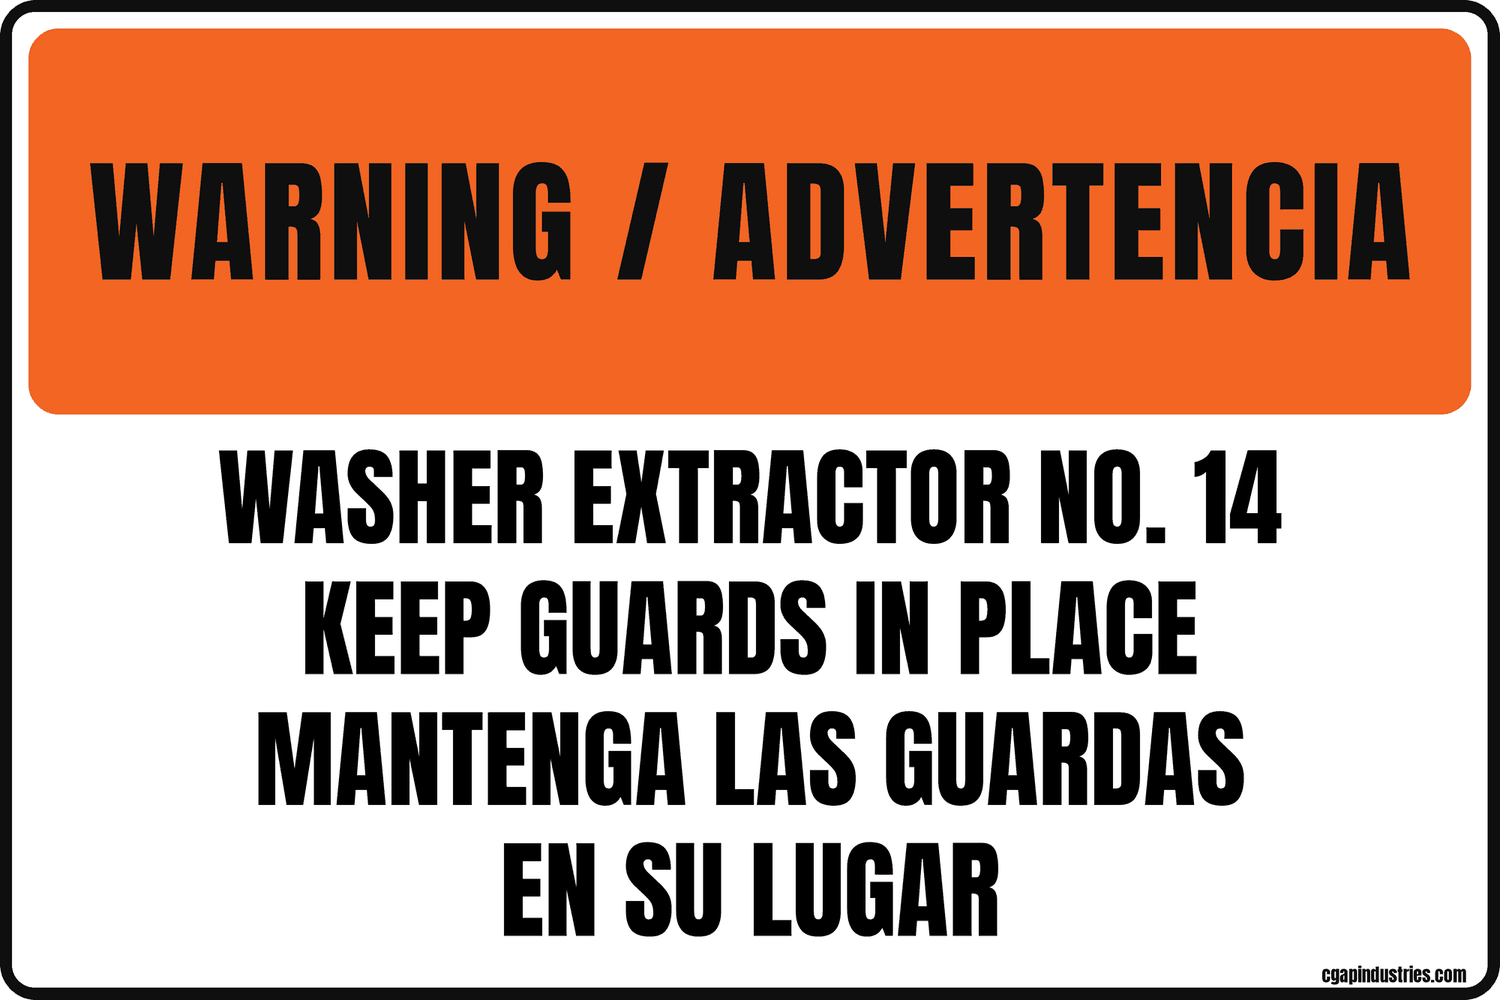 WARNING / ADVERTENCIA
WASHER EXTRACTOR NO. 14
KEEP GUARDS IN PLACE
MANTENGA LAS GUARDAS
EN SU LUGAR
cgapindustries.com